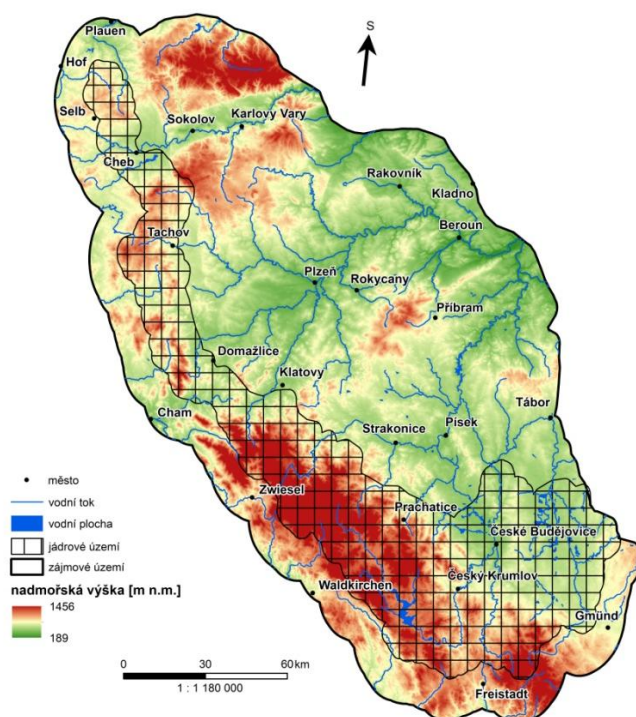 Plauen
S
Hof
Selb
Sokolov
Karlovy Vary
Cheb
Rakovník
Kladno
Beroun
Tachov
Plzeň
Rokycany
Příbram
Domažlice
Klatovy
Tábor
Cham
Strakonice
Písek
město
Zwiesel
vodní tok
Prachatice
vodní plocha
České Budějovice
jádrové území
zájmové území
Waldkirchen
Český Krumlov
nadmořská výška [m n.m.]
1456
189
Gmünd
0 30 60 km
1 : 1 180 000
Freistadt